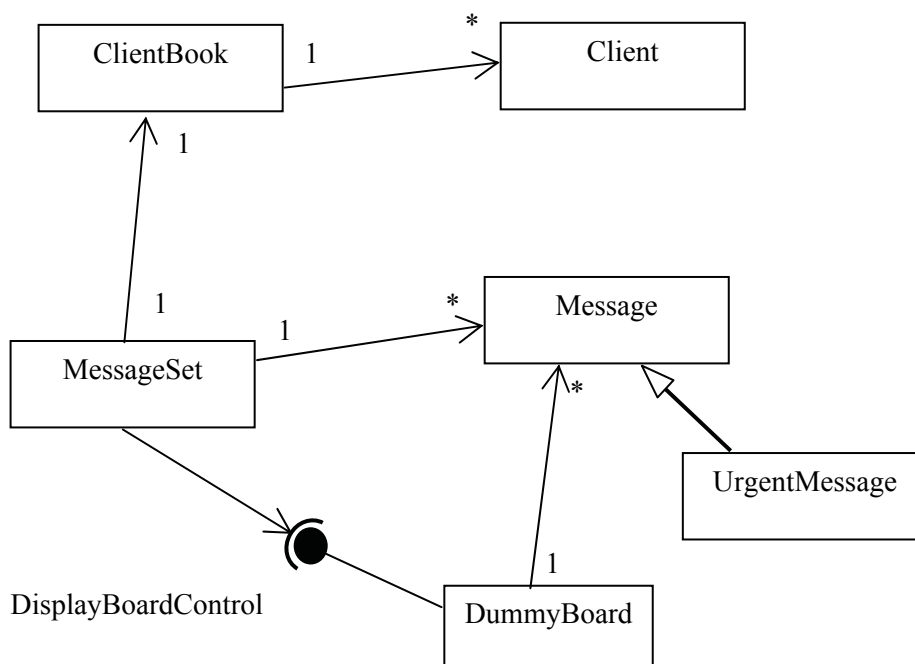 ClientBook
1
*
Client
1
1
MessageSet
1
*
Message
*
UrgentMessage
DisplayBoardControl
1
DummyBoard